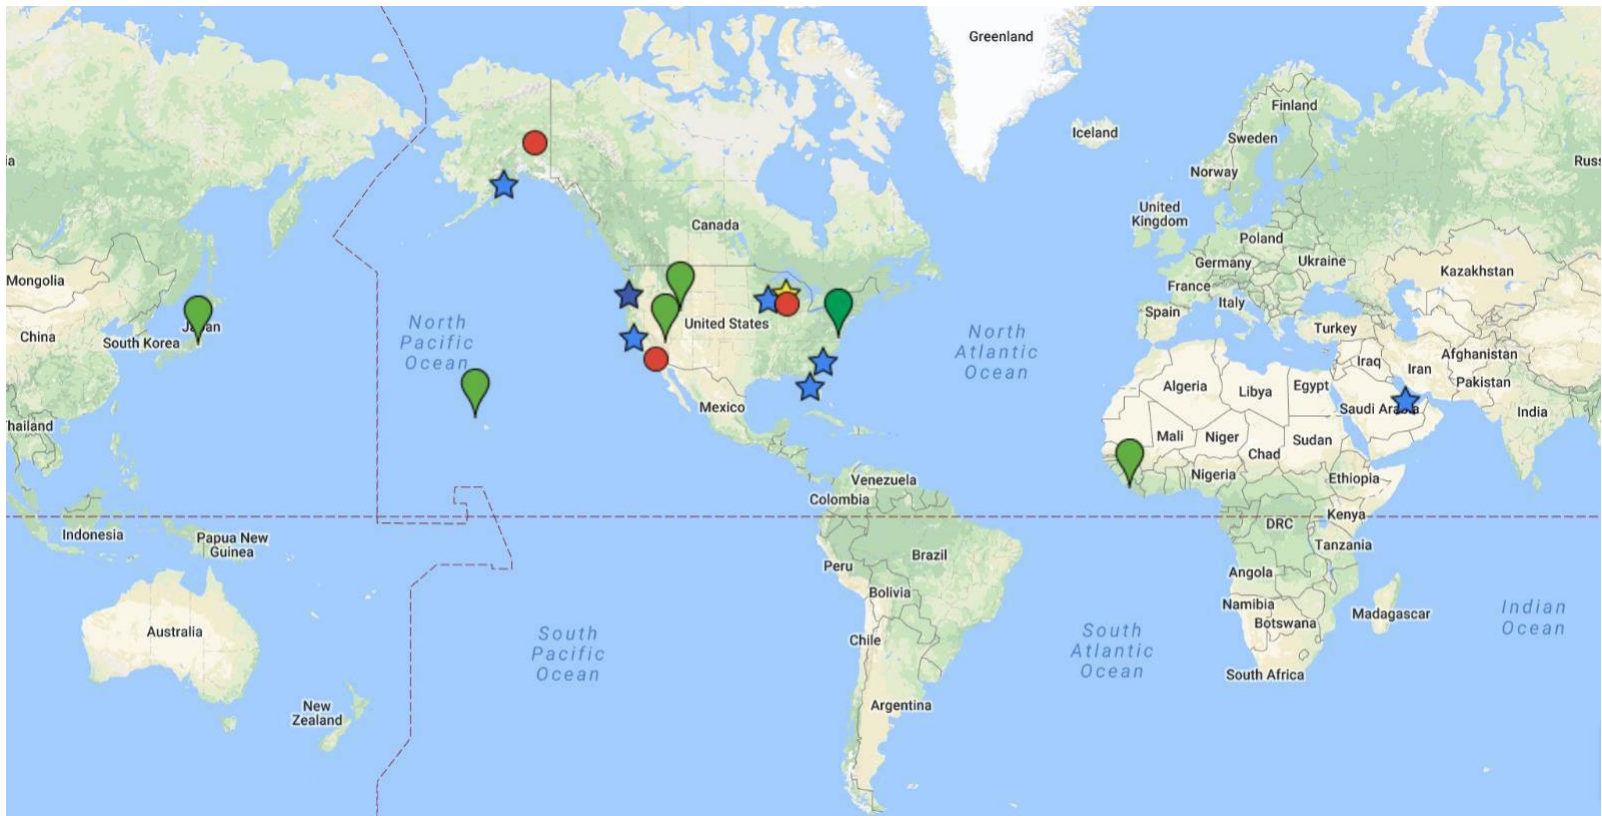 Greenland
Finland
Iceland
Sweden
ia
Russ
Norway
United
Kingdom
Canada
Poland
Germany
Ukraine
Kazakhstan
Mongolia
France
Italy
Spain
North
Pacific
Ocean
United States
North
Atlantic
Ocean
Turkey
China
South Korea
Iraq
Iran
Afghanistan
Pakistan
Algeria
Libya
Egypt
Mexico
Saudi Arabia
India
Thailand
Mali
Niger
Sudan
Chad
Venezuela
Nigeria
Ethiopia
Colombia
Kenya
DRC
Indonesia
Papua New
Guinea
Tanzania
Brazil
Peru
Angola
Bolivia
Namibia
Madagascar
Botswana
Indian
Ocean
Australia
Chile
South
Pacific
Ocean
South
Atlantic
Ocean
South Africa
Argentina
New
Zealand